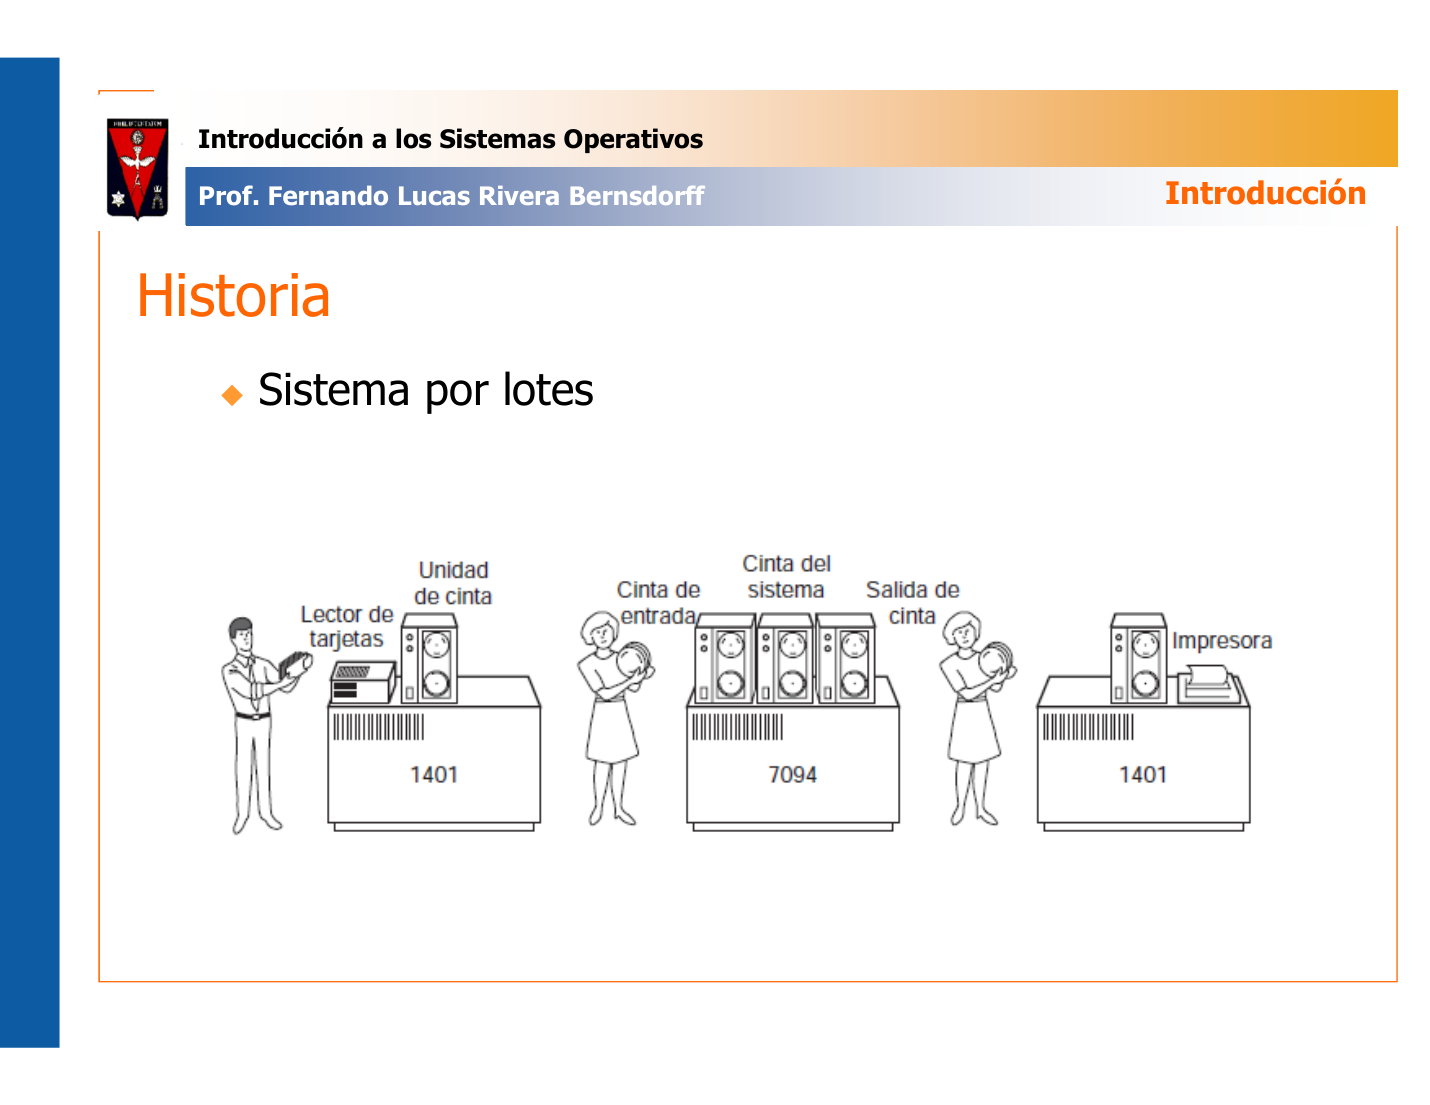 Introducción a los Sistemas Operativos
Prof. Fernando Lucas Rivera Bernsdorff
Introducción
Historia
Sistema por lotes
Lector de
tarjetas
Unidad
de cinta
1401
Cinta de
entrada
Cinta del
sistema
Salida de
cinta
7094
Impresora
1401